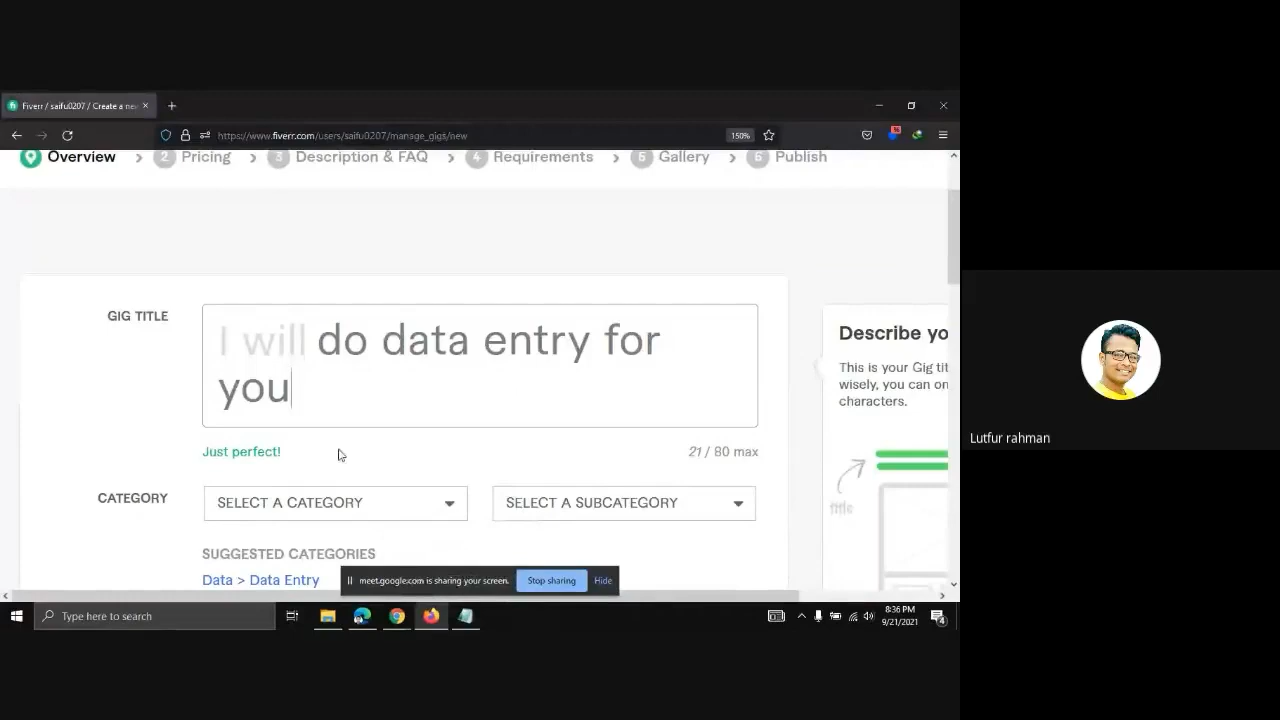 Fiverr / saifu0207 / Create a new
https://www.fiverr.com/users/saifu0207/manage_gigs/new
150%
Overview 2 Pricing 3 Description & FAQ 4 Requirements 5 Gallery 6 Publish
GIG TITLE
I will do data entry for
you
Just perfect!
21 / 80 max
CATEGORY
SELECT A CATEGORY
SELECT A SUBCATEGORY
SUGGESTED CATEGORIES
Data > Data Entry
Describe yo
This is your Gig tit
wisely, you can on
characters.
title
meet.google.com is sharing your screen.
Stop sharing
Hide
Type here to search
8:36 PM
9/21/2021
4
Lutfur rahman